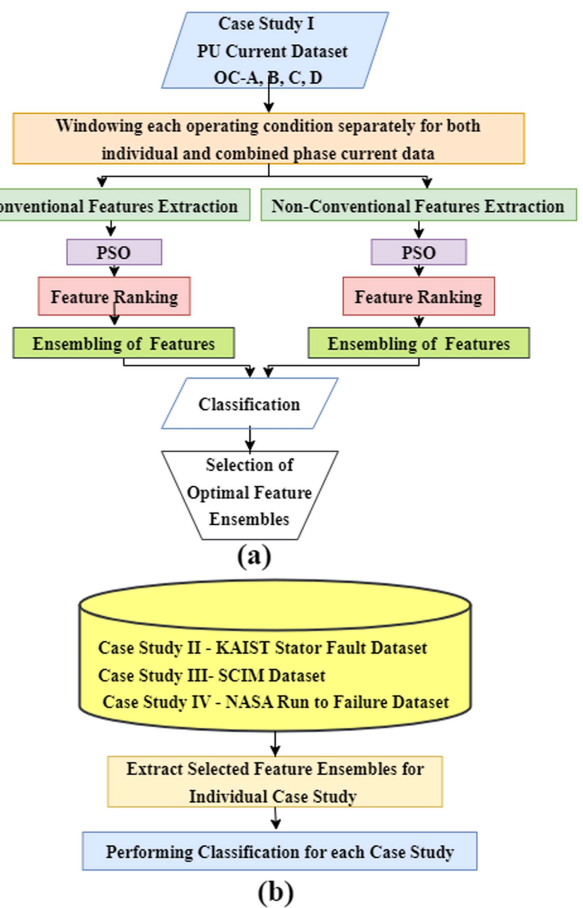 Case Study I
PU Current Dataset
OC-A, B, C, D
Windowing each operating condition separately for both
individual and combined phase current data
onventional Features Extraction
Non-Conventional Features Extraction
PSO
PSO
Feature Ranking
Feature Ranking
Ensembling of Features
Ensembling of Features
Classification
Selection of
Optimal Feature
Ensembles
(a)
Case Study II - KAIST Stator Fault Dataset
Case Study III- SCIM Dataset
Case Study IV - NASA Run to Failure Dataset
Extract Selected Feature Ensembles for
Individual Case Study
Performing Classification for each Case Study
(b)